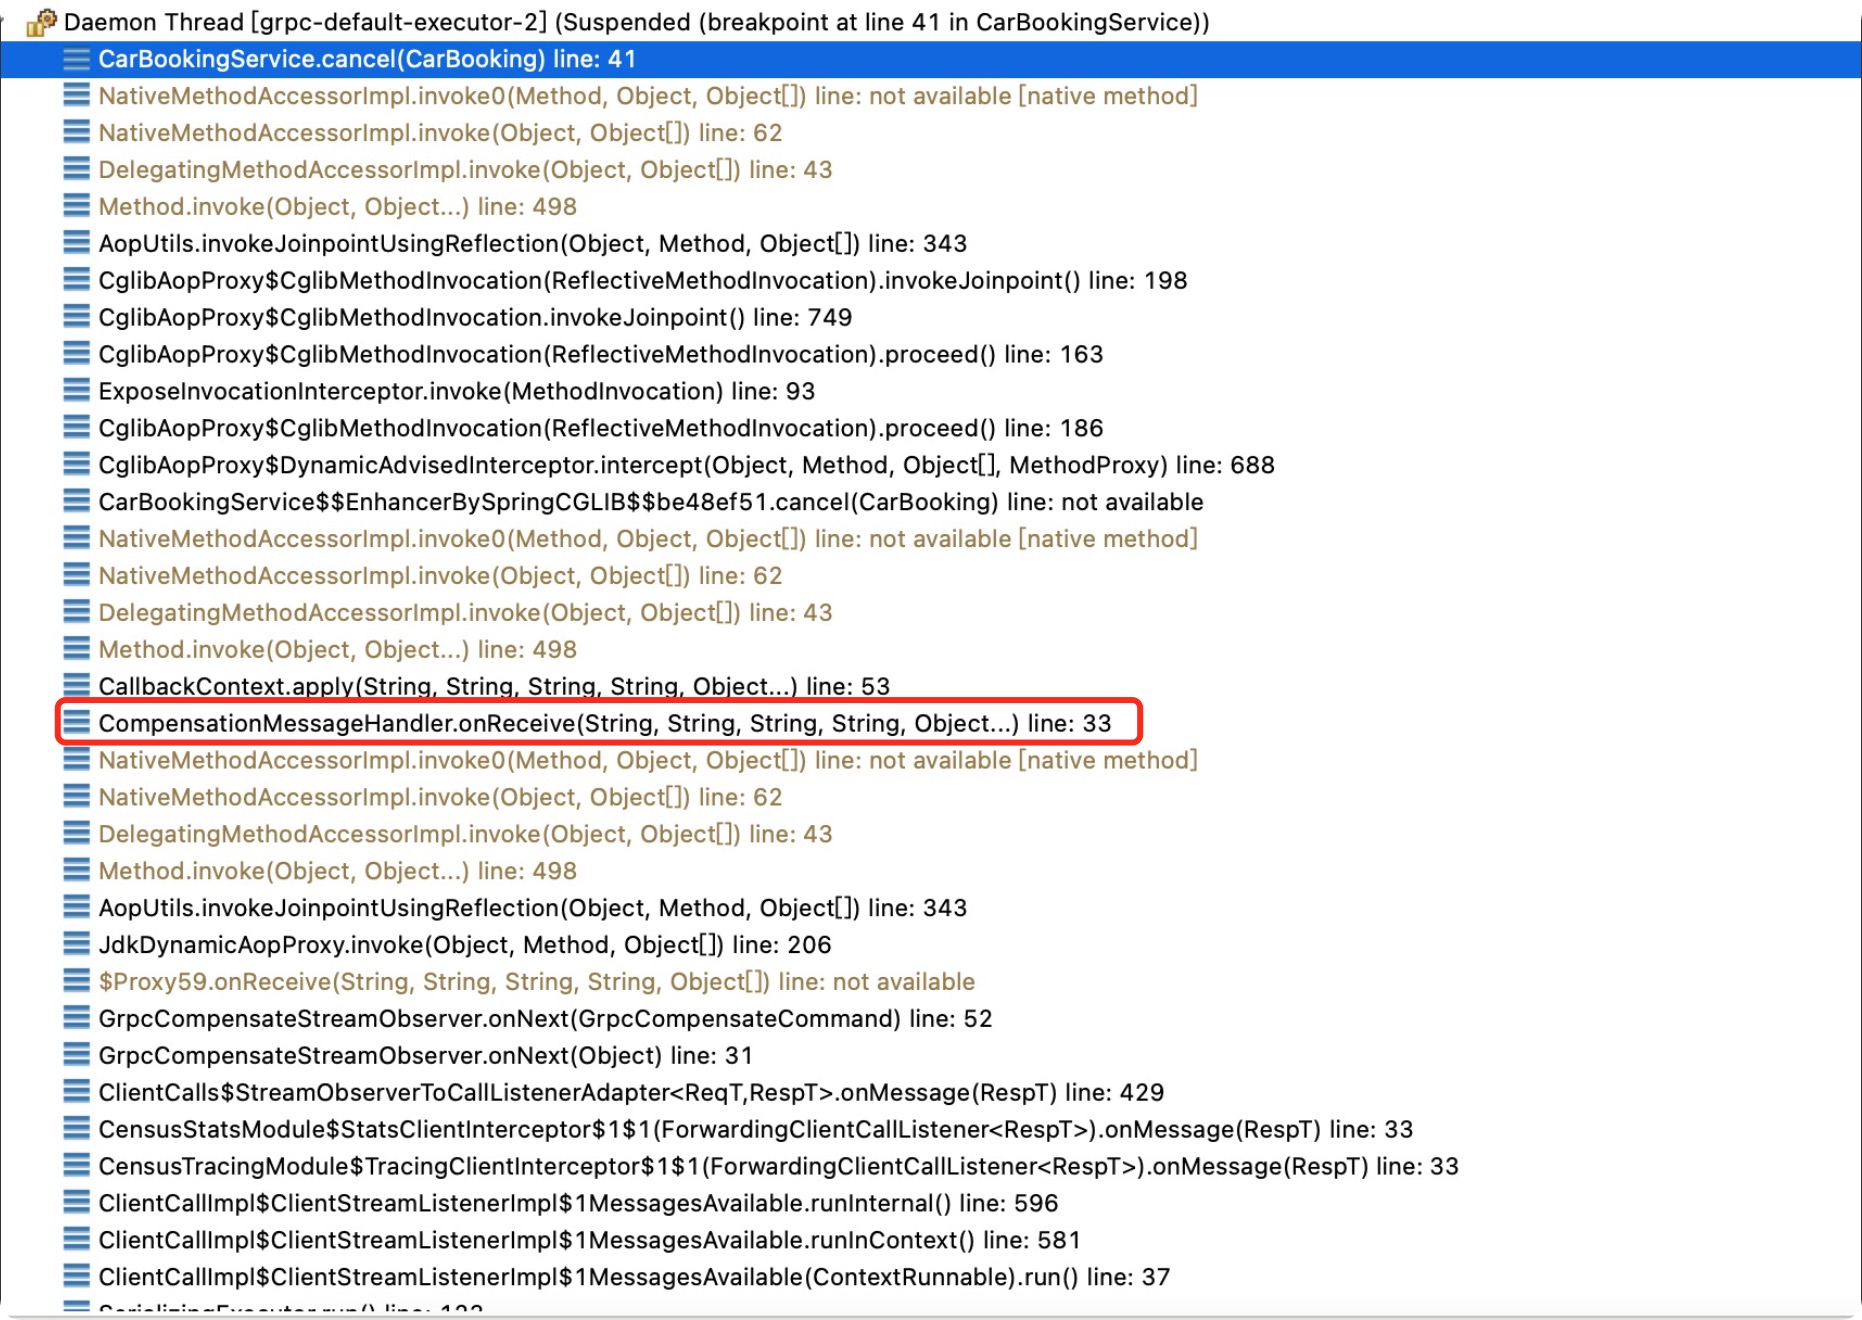 Daemon Thread [grpc-default-executor-2] (Suspended (breakpoint at line 41 in CarBookingService))
CarBookingService.cancel(CarBooking) line: 41
NativeMethodAccessorImpl.invoke0(Method, Object, Object[]) line: not available [native method]
NativeMethodAccessorImpl.invoke(Object, Object[]) line: 62
DelegatingMethodAccessorImpl.invoke(Object, Object[]) line: 43
Method.invoke(Object, Object...) line: 498
AopUtils.invokeJoinpointUsingReflection(Object, Method, Object[]) line: 343
CglibAopProxy$CglibMethodInvocation(ReflectiveMethodInvocation).invokeJoinpoint() line: 198
CglibAopProxy$CglibMethodInvocation.invokeJoinpoint() line: 749
CglibAopProxy$CglibMethodInvocation(ReflectiveMethodInvocation).proceed() line: 163
ExposeInvocationInterceptor.invoke(MethodInvocation) line: 93
CglibAopProxy$CglibMethodInvocation(ReflectiveMethodInvocation).proceed() line: 186
CglibAopProxy$DynamicAdvisedInterceptor.intercept(Object, Method, Object[], MethodProxy) line: 688
CarBookingService$$EnhancerBySpringCGLIB$$be48ef51.cancel(CarBooking) line: not available
NativeMethodAccessorImpl.invoke0(Method, Object, Object[]) line: not available [native method]
NativeMethodAccessorImpl.invoke(Object, Object[]) line: 62
DelegatingMethodAccessorImpl.invoke(Object, Object[]) line: 43
Method.invoke(Object, Object...) line: 498
CallbackContext.apply(String, String, String, String, Object...) line: 53
CompensationMessageHandler.onReceive(String, String, String, String, Object...) line: 33
NativeMethodAccessorImpl.invoke0(Method, Object, Object[]) line: not available [native method]
NativeMethodAccessorImpl.invoke(Object, Object[]) line: 62
DelegatingMethodAccessorImpl.invoke(Object, Object[]) line: 43
Method.invoke(Object, Object...) line: 498
AopUtils.invokeJoinpointUsingReflection(Object, Method, Object[]) line: 343
JdkDynamicAopProxy.invoke(Object, Method, Object[]) line: 206
$Proxy59.onReceive(String, String, String, String, Object[]) line: not available
GrpcCompensateStreamObserver.onNext(GrpcCompensateCommand) line: 52
GrpcCompensateStreamObserver.onNext(Object) line: 31
ClientCalls$StreamObserverToCallListenerAdapter<ReqT,RespT>.onMessage(RespT) line: 429
CensusStatsModule$StatsClientInterceptor$1$1(ForwardingClientCallListener<RespT>).onMessage(RespT) line: 33
CensusTracingModule$TracingClientInterceptor$1$1(ForwardingClientCallListener<RespT>).onMessage(RespT) line: 33
ClientCallImpl$ClientStreamListenerImpl$1MessagesAvailable.runInternal() line: 596
ClientCallImpl$ClientStreamListenerImpl$1MessagesAvailable.runInContext() line: 581
ClientCallImpl$ClientStreamListenerImpl$1MessagesAvailable(ContextRunnable).run() line: 37